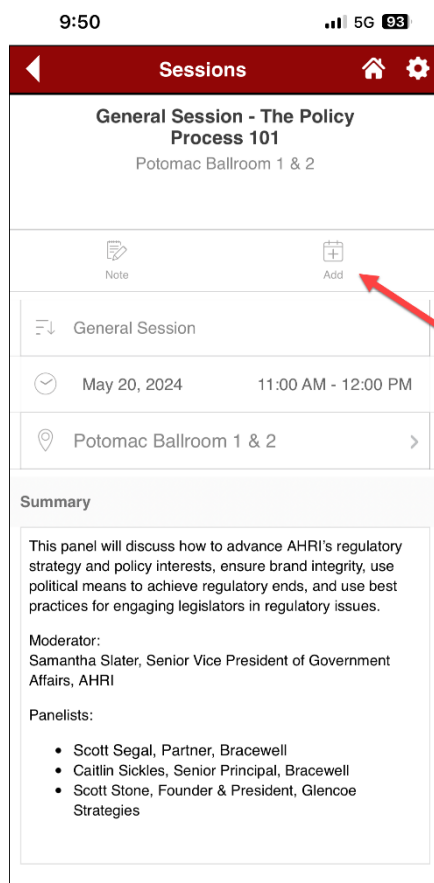 9:50 5G 93
Sessions
General Session - The Policy
Process 101
Potomac Ballroom 1 & 2
Note Add
General Session
May 20, 2024 11:00 AM - 12:00 PM
Potomac Ballroom 1 & 2
Summary
This panel will discuss how to advance AHRI's regulatory
strategy and policy interests, ensure brand integrity, use
political means to achieve regulatory ends, and use best
practices for engaging legislators in regulatory issues.
Moderator:
Samantha Slater, Senior Vice President of Government
Affairs, AHRI
Panelists:
• Scott Segal, Partner, Bracewell
• Caitlin Sickles, Senior Principal, Bracewell
• Scott Stone, Founder & President, Glencoe
Strategies